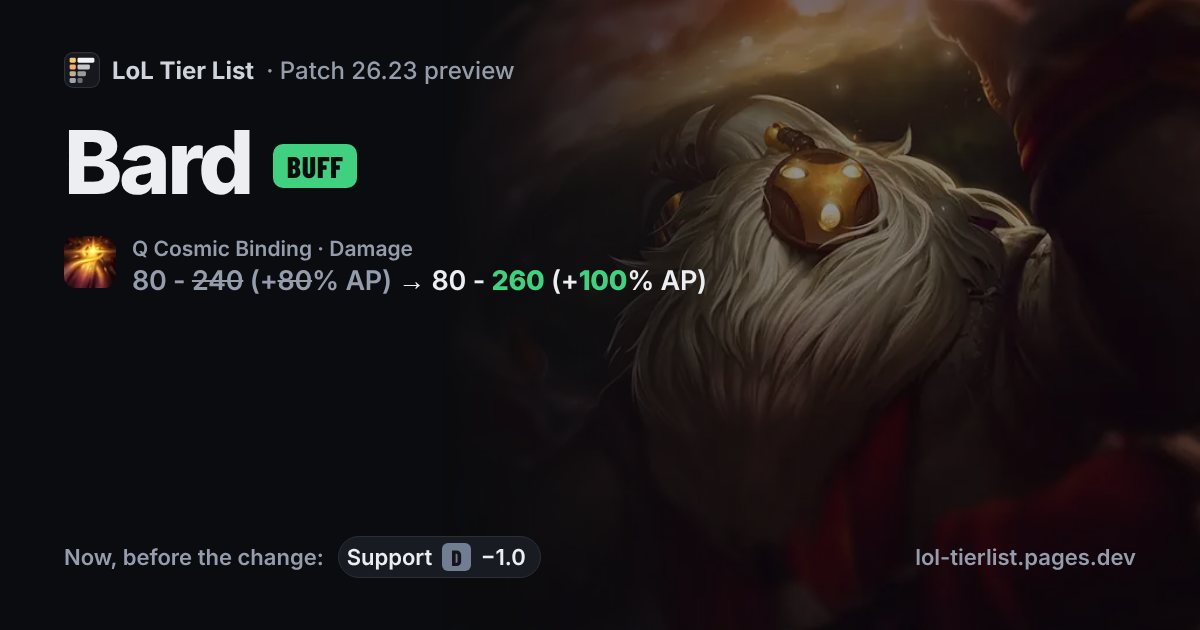 LoL Tier List · Patch 26.23 preview
Bard BUFF
Q Cosmic Binding · Damage
80 - 240 (+80% AP) → 80 - 260 (+100% AP)
Now, before the change: Support D −1.0
lol-tierlist.pages.dev